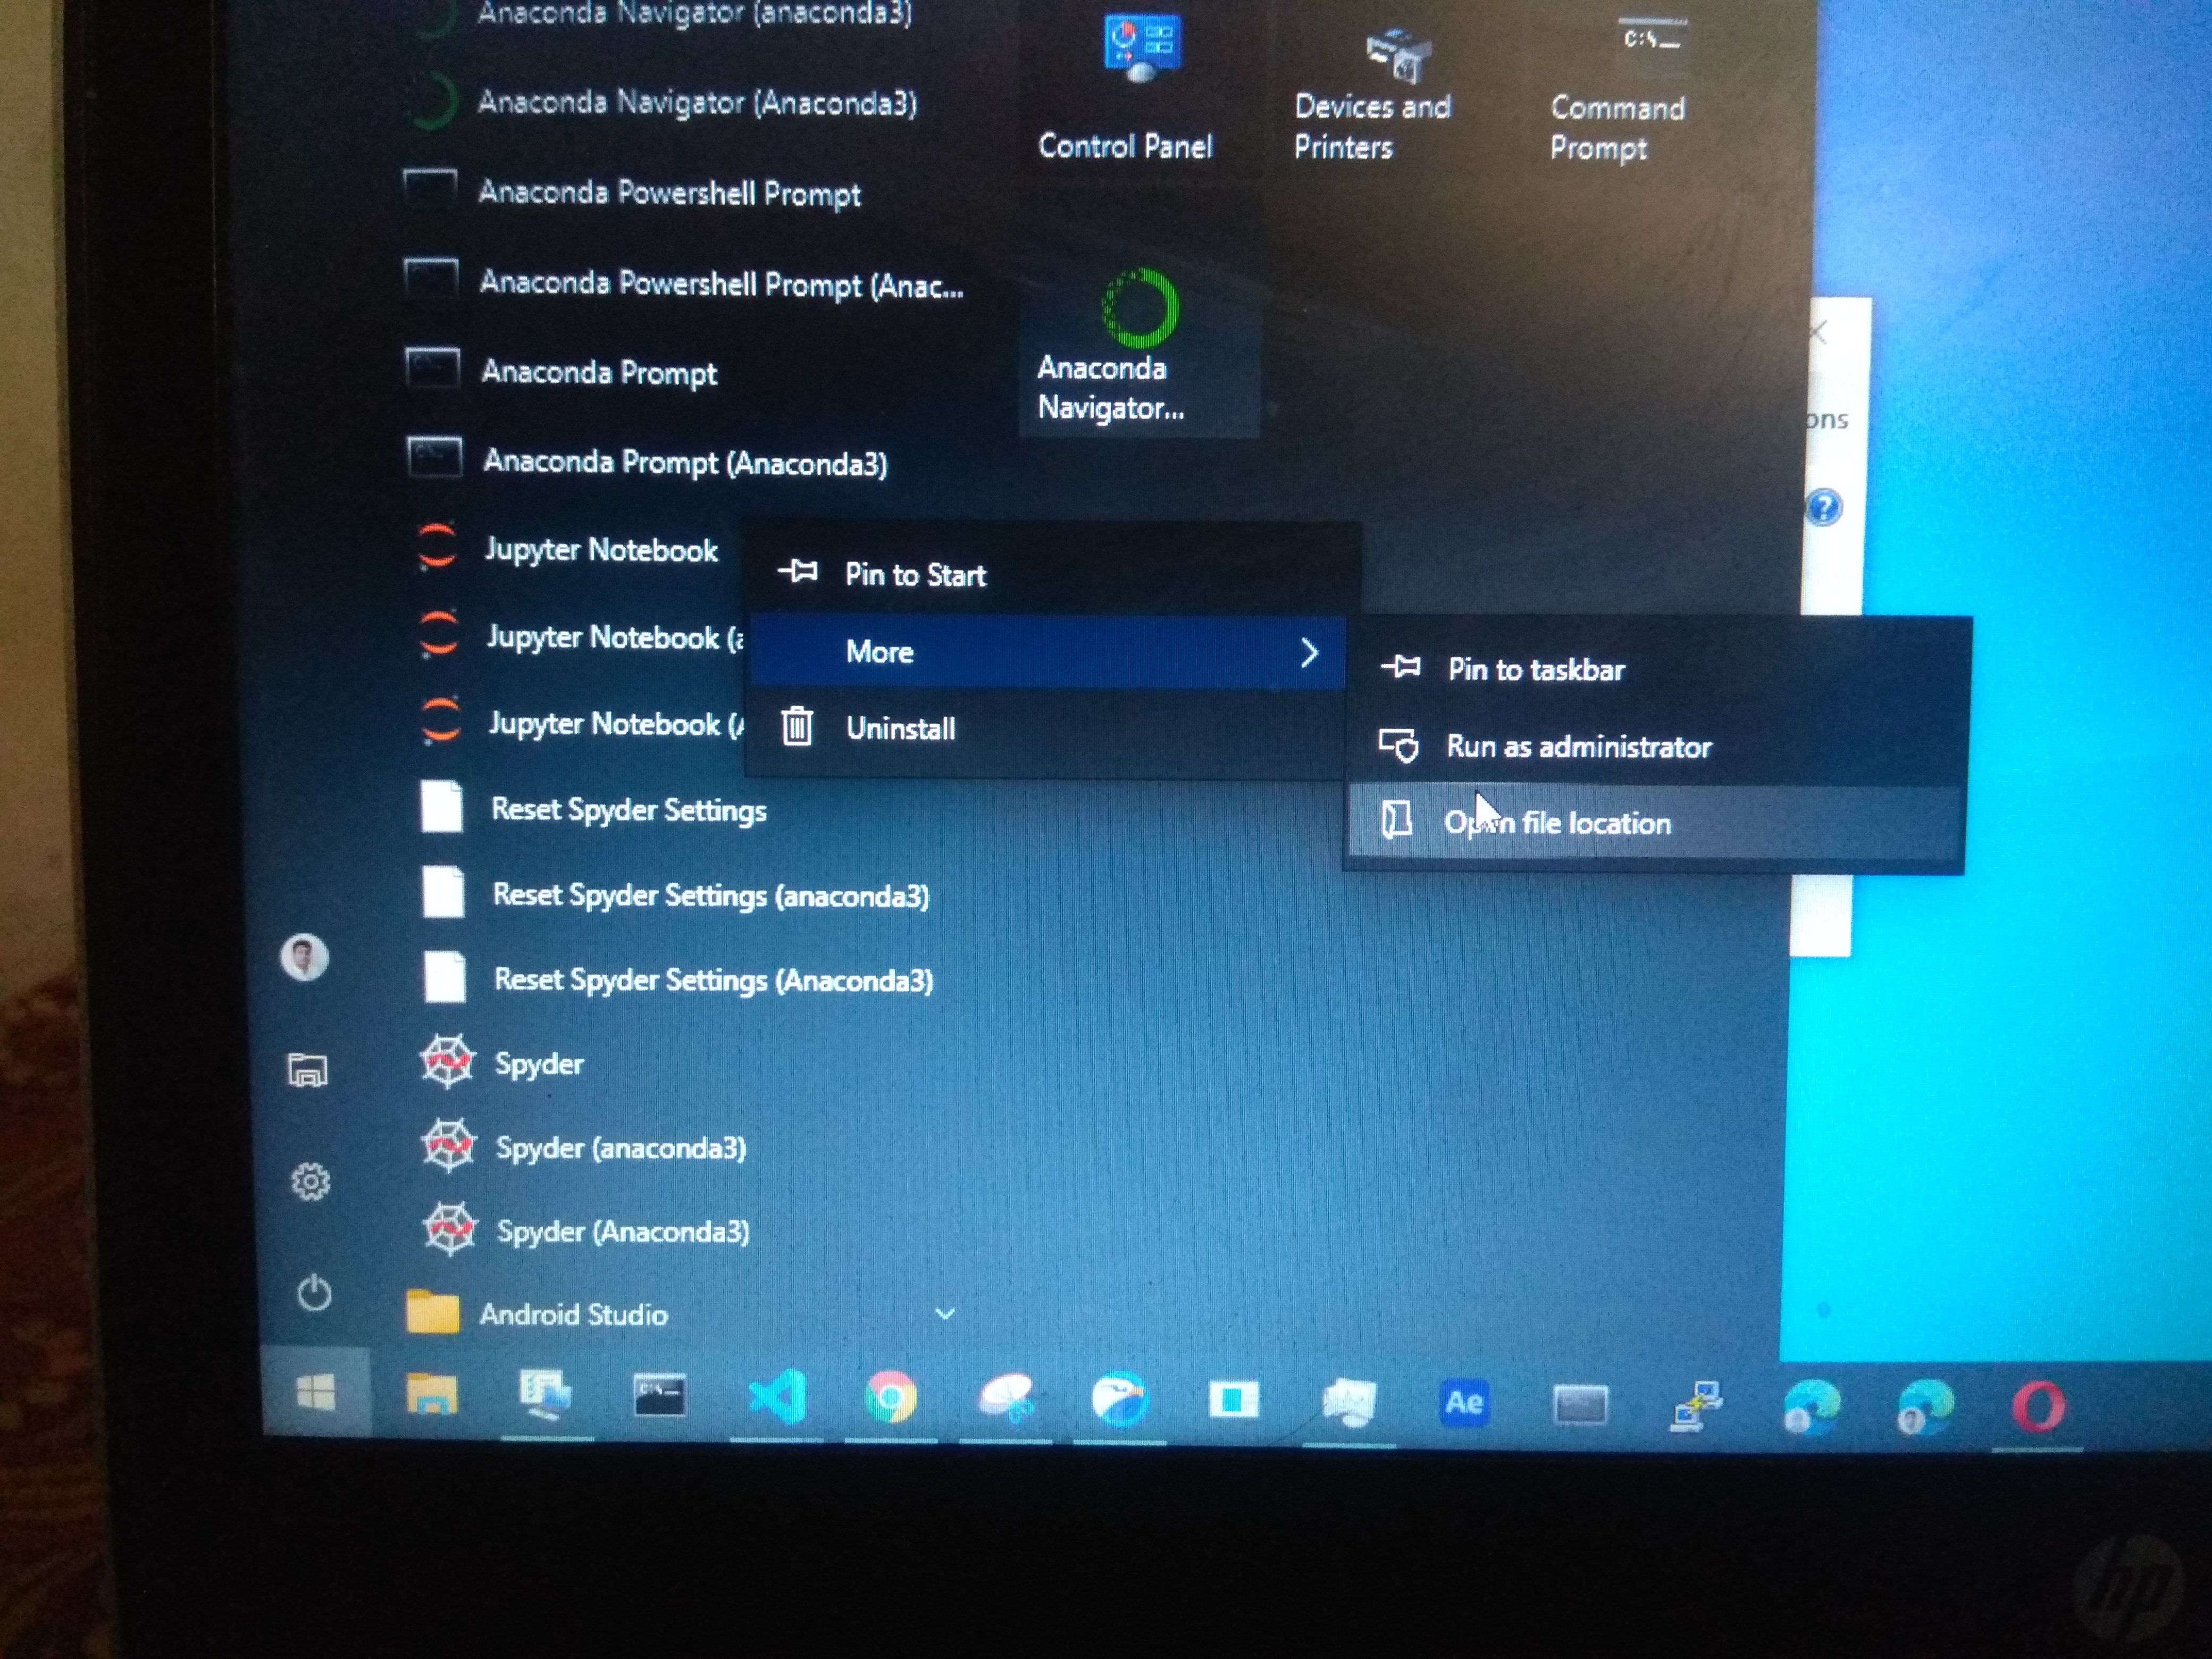 Anaconda Navigator (anaconda3)
Anaconda Navigator (Anaconda3)
Anaconda Powershell Prompt
Anaconda Powershell Prompt (Anac...
Anaconda Prompt
Anaconda Prompt (Anaconda3)
Jupyter Notebook
Jupyter Notebook (a
Jupyter Notebook (A
Reset Spyder Settings
Reset Spyder Settings (anaconda3)
Reset Spyder Settings (Anaconda3)
Spyder
Spyder (anaconda3)
Spyder (Anaconda3)
Android Studio
Control Panel
Devices and
Printers
C:\_
Command
Prompt
Anaconda
Navigator...
Pin to Start
More
Uninstall
Pin to taskbar
Run as administrator
Open file location
ons
?
C:\_
Ae
hp